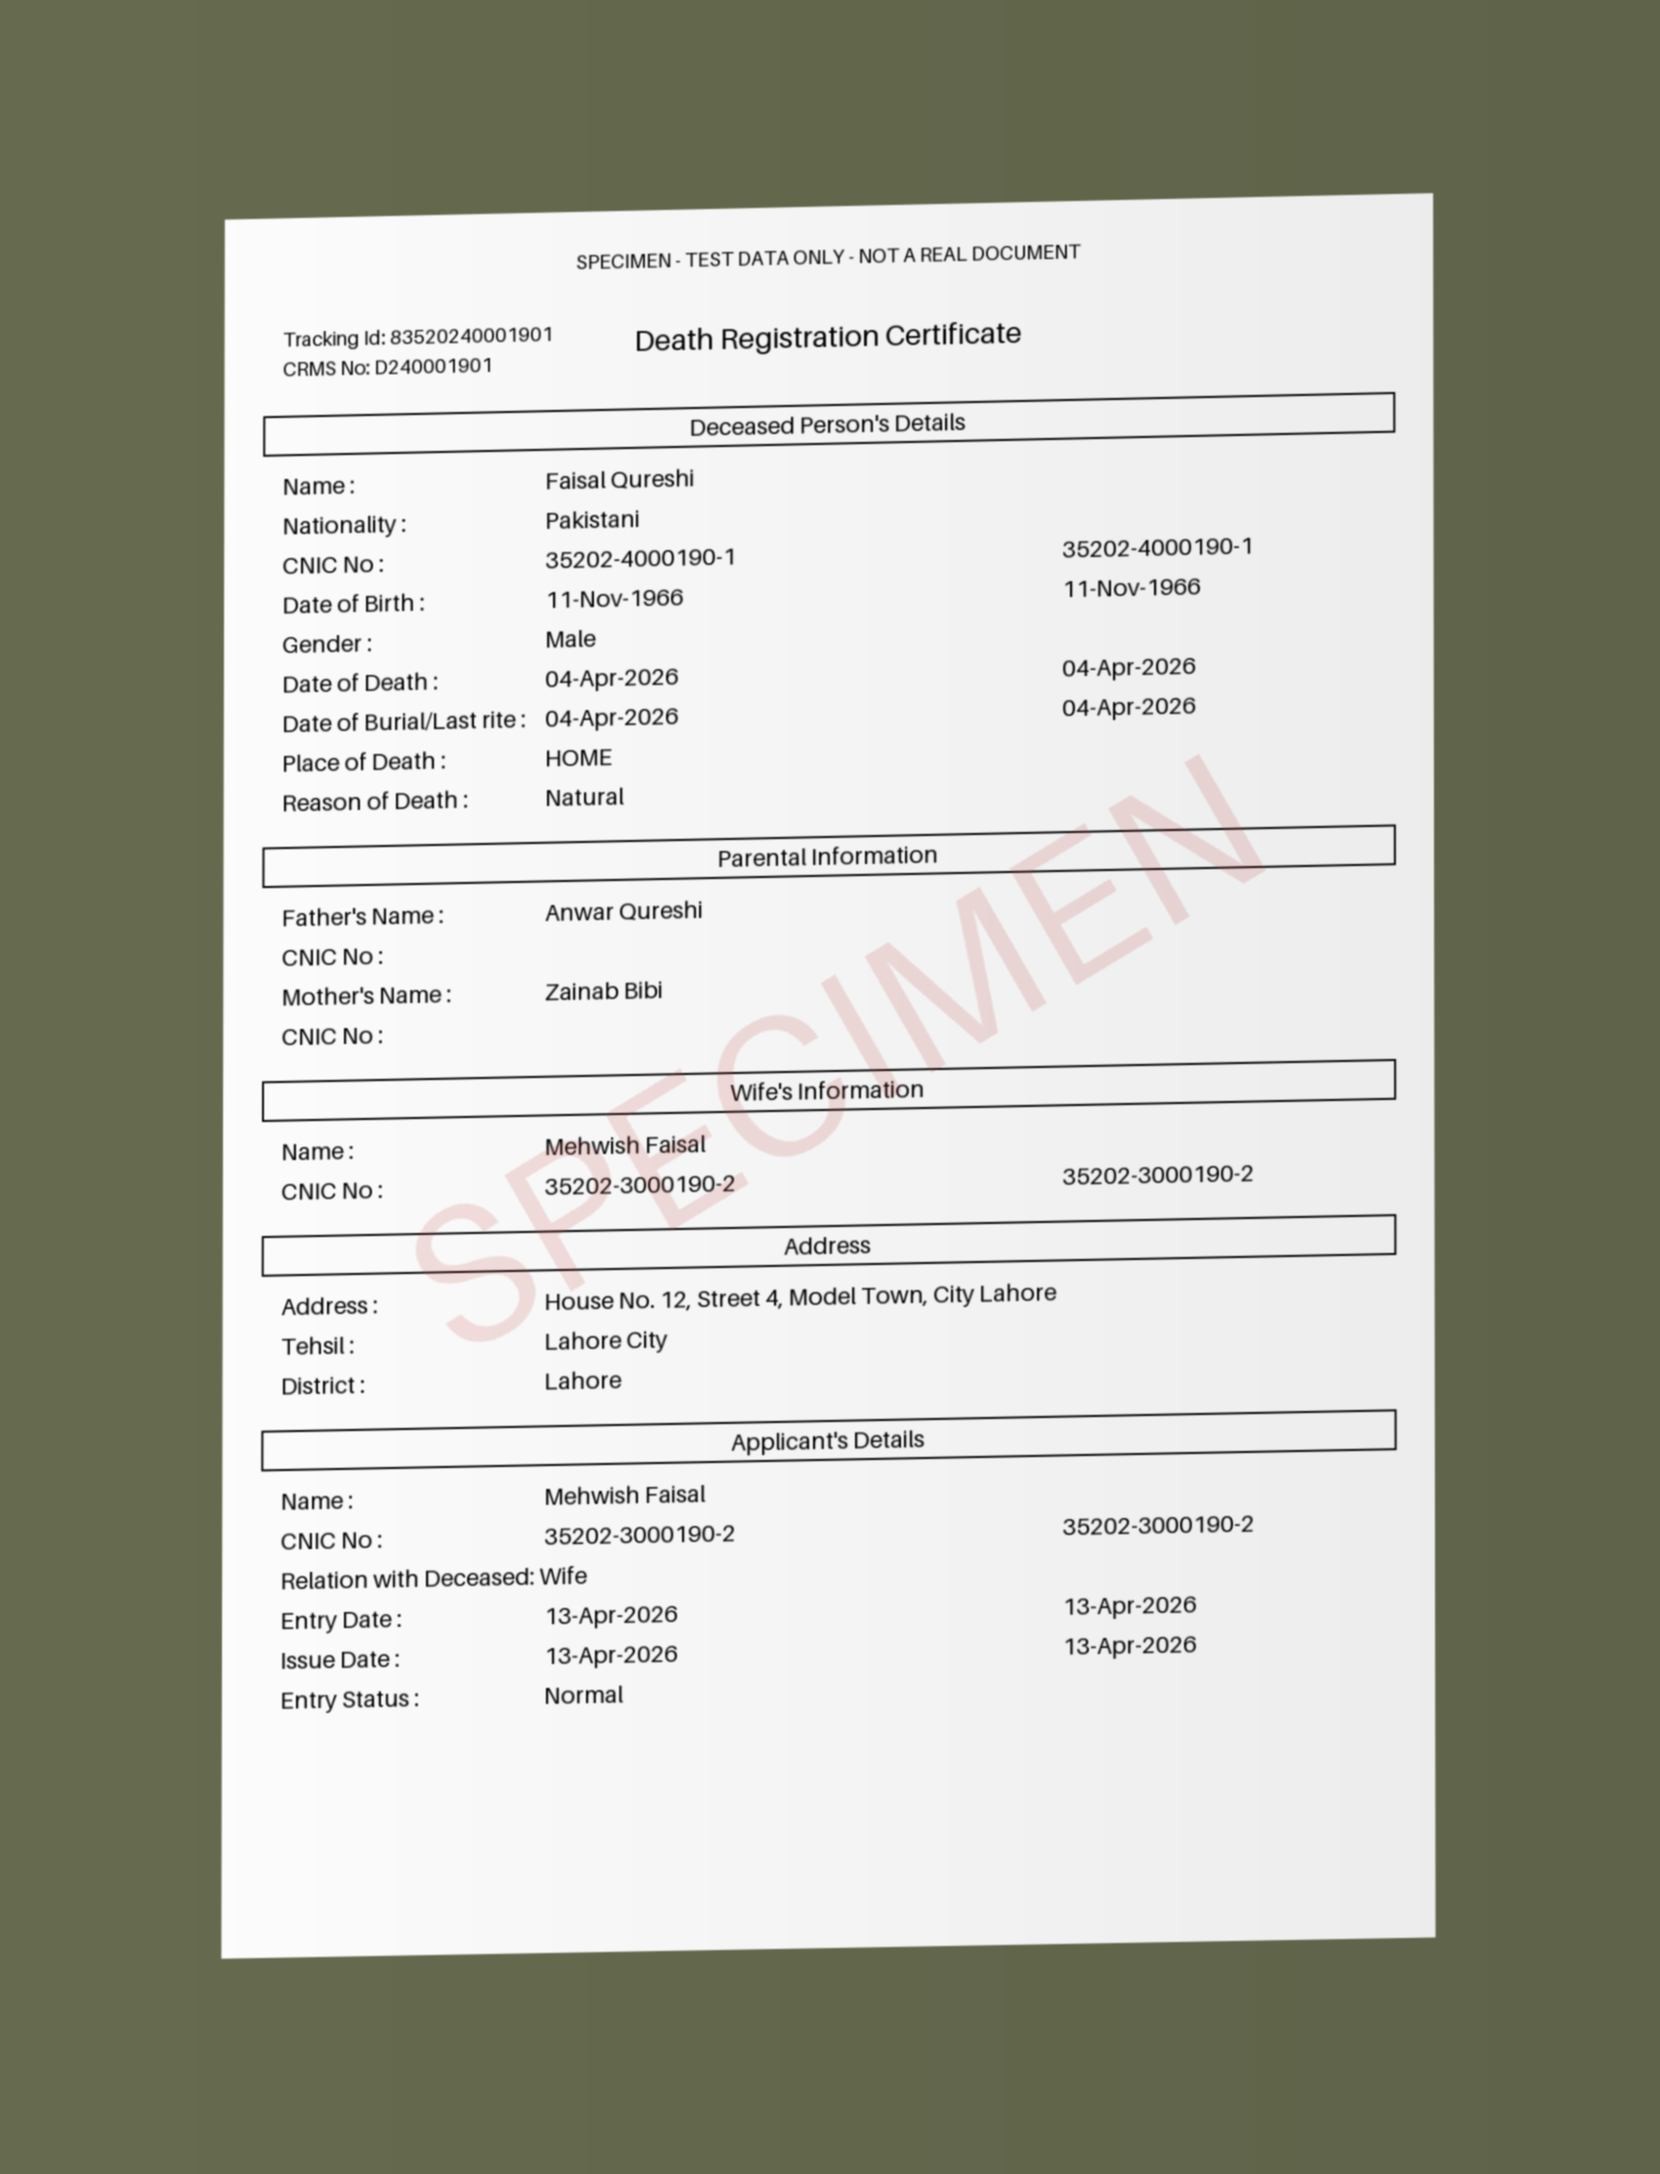 SPECIMEN - TEST DATA ONLY - NOT A REAL DOCUMENT
Tracking Id: 83520240001901
Death Registration Certificate
CRMS No: D240001901
Deceased Person's Details
Name : Faisal Qureshi
Nationality : Pakistani
CNIC No : 35202-4000190-1 35202-4000190-1
Date of Birth : 11-Nov-1966 11-Nov-1966
Gender : Male
Date of Death : 04-Apr-2026 04-Apr-2026
Date of Burial/Last rite : 04-Apr-2026 04-Apr-2026
Place of Death : HOME
Reason of Death : Natural
Parental Information
Father's Name : Anwar Qureshi
CNIC No :
Mother's Name : Zainab Bibi
CNIC No :
Wife's Information
Name : Mehwish Faisal
CNIC No : 35202-3000190-2 35202-3000190-2
Address
Address : House No. 12, Street 4, Model Town, City Lahore
Tehsil : Lahore City
District : Lahore
Applicant's Details
Name : Mehwish Faisal
CNIC No : 35202-3000190-2 35202-3000190-2
Relation with Deceased: Wife
Entry Date : 13-Apr-2026 13-Apr-2026
Issue Date : 13-Apr-2026 13-Apr-2026
Entry Status : Normal
SPECIMEN